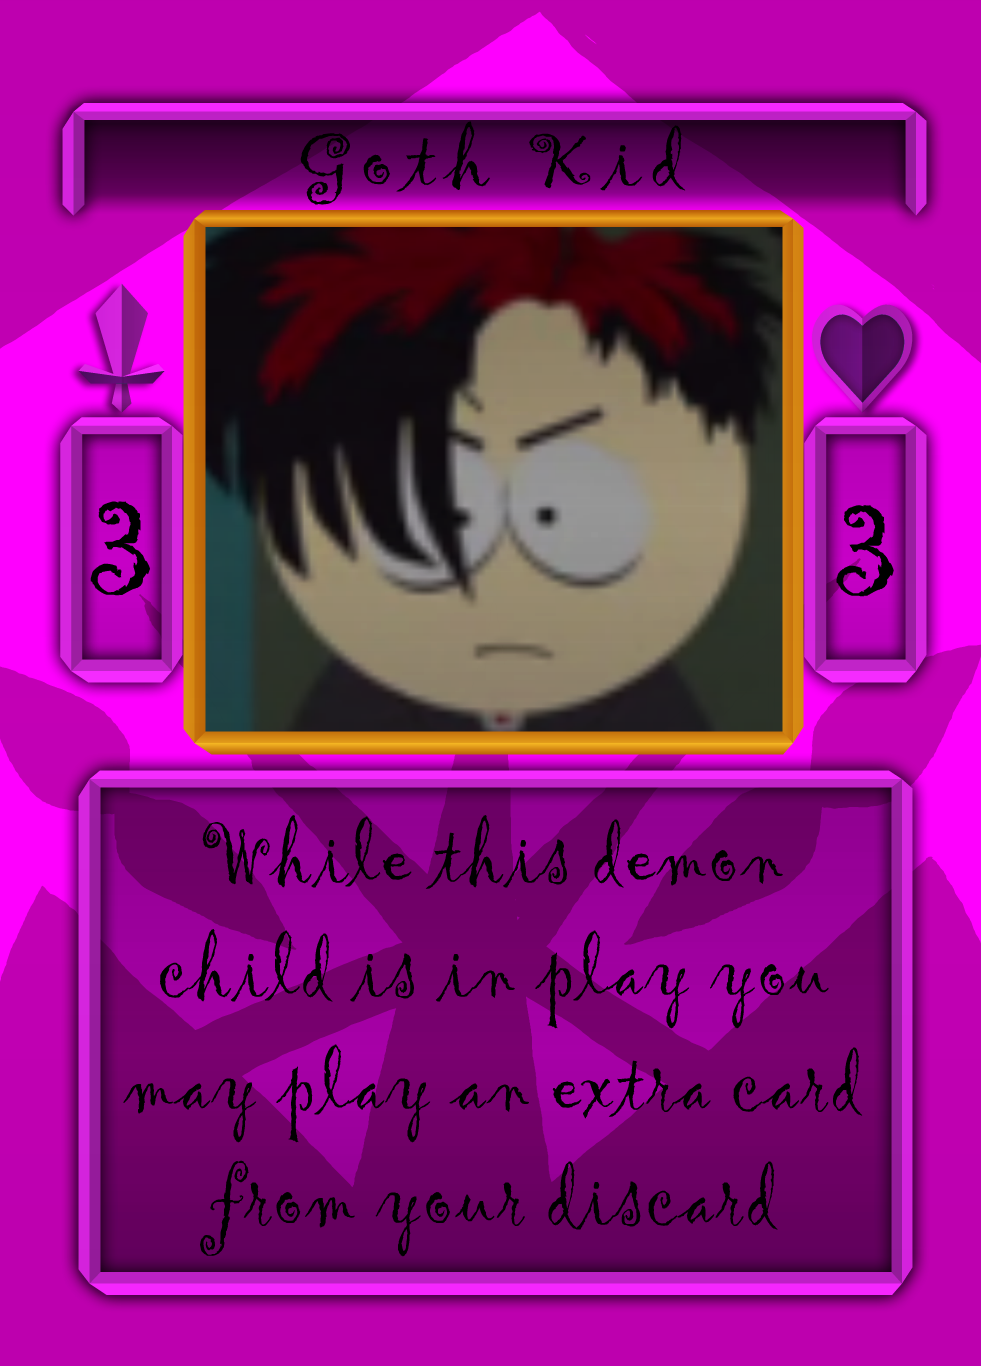 Goth Kid
3
3
While this demon
child is in play you
may play an extra card
from your discard